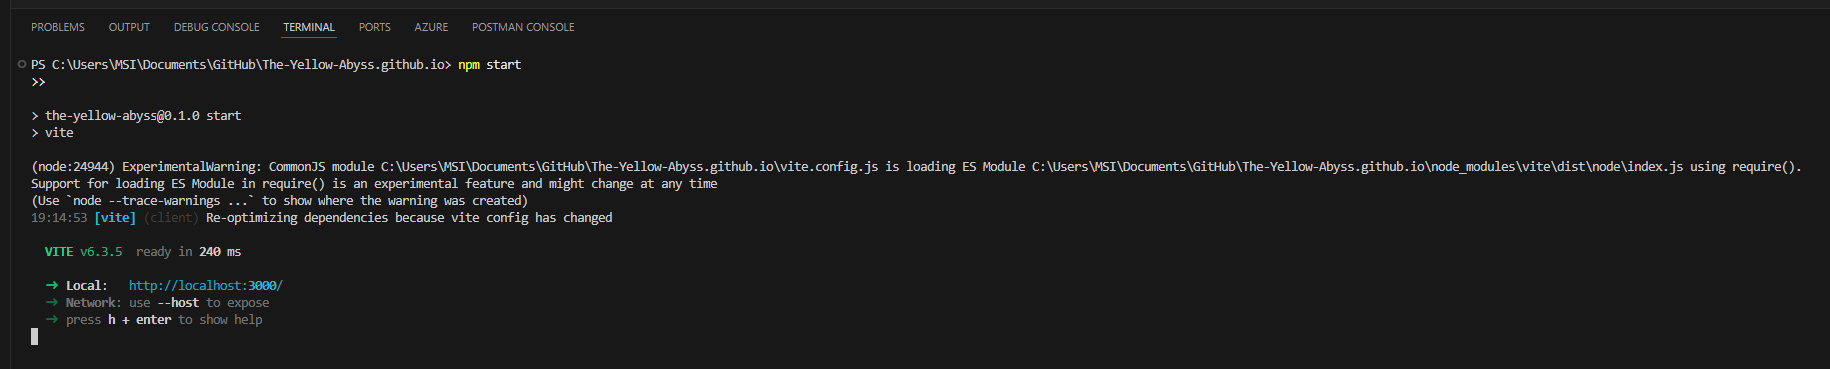 PROBLEMS OUTPUT DEBUG CONSOLE TERMINAL PORTS AZURE POSTMAN CONSOLE
PS C:\Users\MSI\Documents\GitHub\The-Yellow-Abyss.github.io> npm start
>>
> the-yellow-abyss@0.1.0 start
> vite
(node:24944) ExperimentalWarning: CommonJS module C:\Users\MSI\Documents\GitHub\The-Yellow-Abyss.github.io\vite.config.js is loading ES Module C:\Users\MSI\Documents\GitHub\The-Yellow-Abyss.github.io\node_modules\vite\dist\node\index.js using require().
Support for loading ES Module in require() is an experimental feature and might change at any time
(Use `node --trace-warnings ...` to show where the warning was created)
19:14:53 [vite] (client) Re-optimizing dependencies because vite config has changed
VITE v6.3.5 ready in 240 ms
➜ Local: http://localhost:3000/
➜ Network: use --host to expose
➜ press h + enter to show help